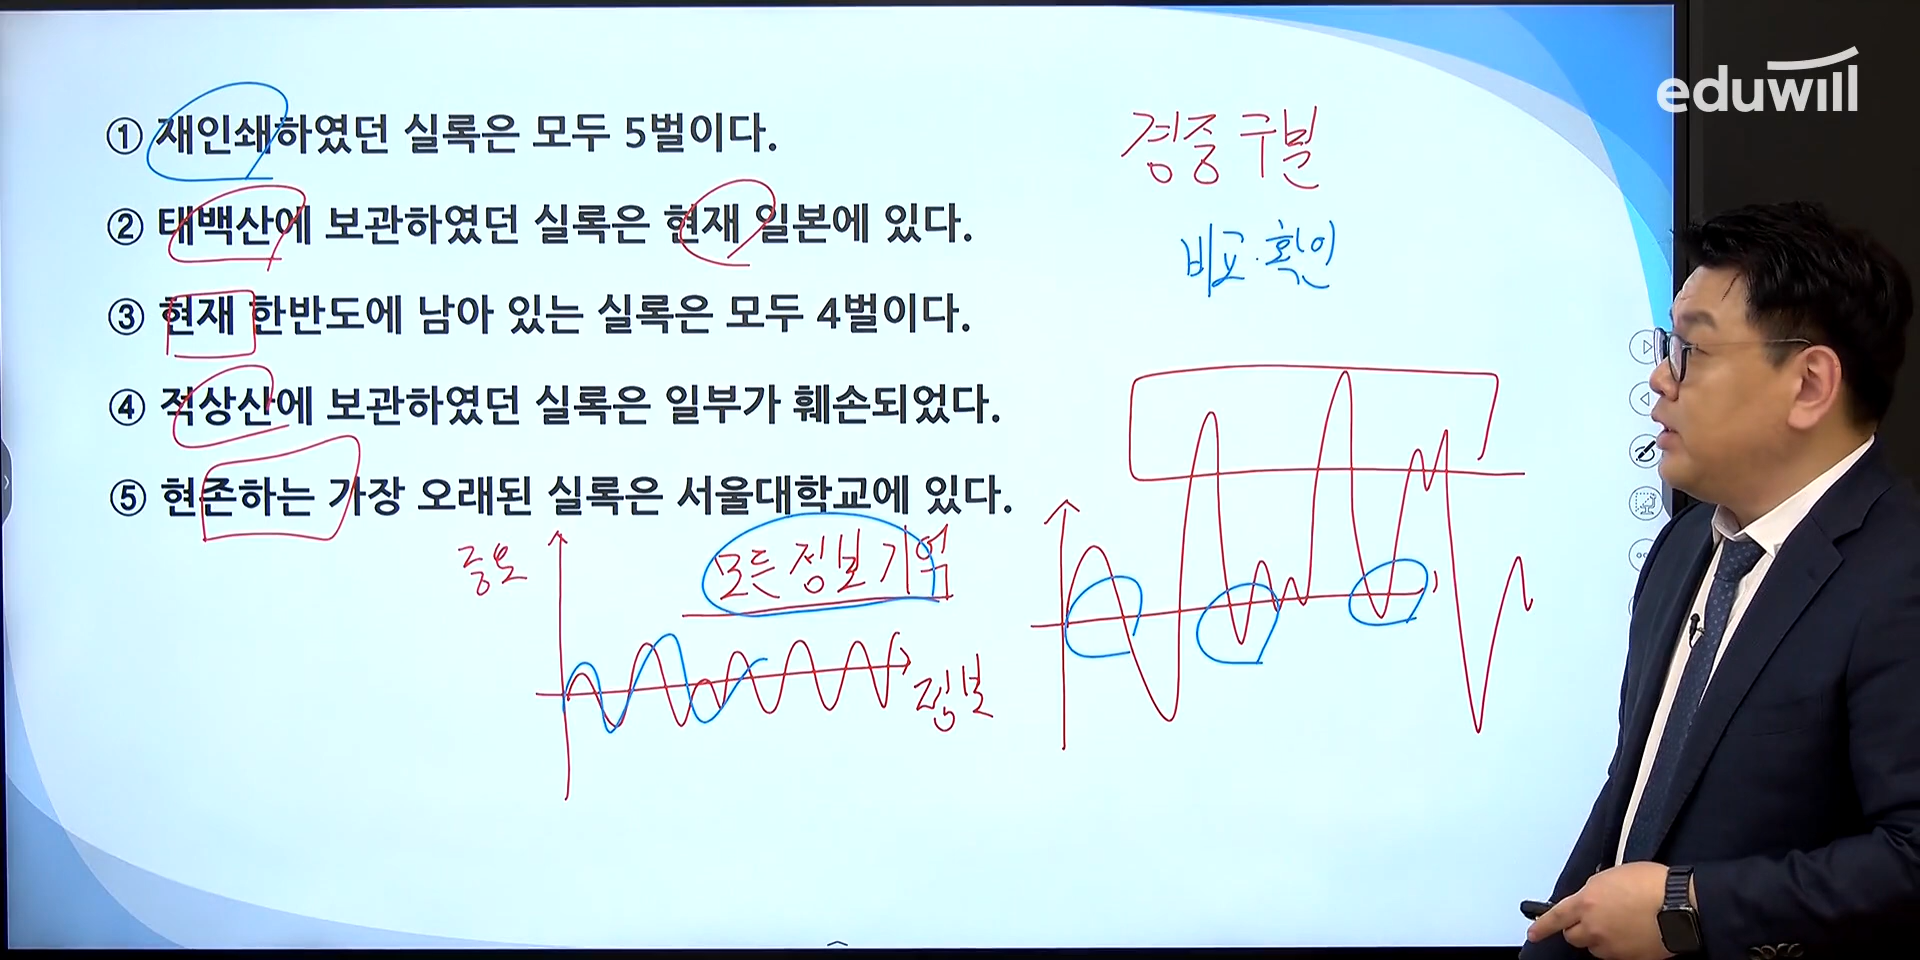 eduwill
① 재인쇄하였던 실록은 모두 5벌이다.
② 태백산에 보관하였던 실록은 현재 일본에 있다.
③ 현재 한반도에 남아 있는 실록은 모두 4벌이다.
④ 적상산에 보관하였던 실록은 일부가 훼손되었다.
⑤ 현존하는 가장 오래된 실록은 서울대학교에 있다.
경중 구분
비교·확인
중요
모든 정보 기억
정보